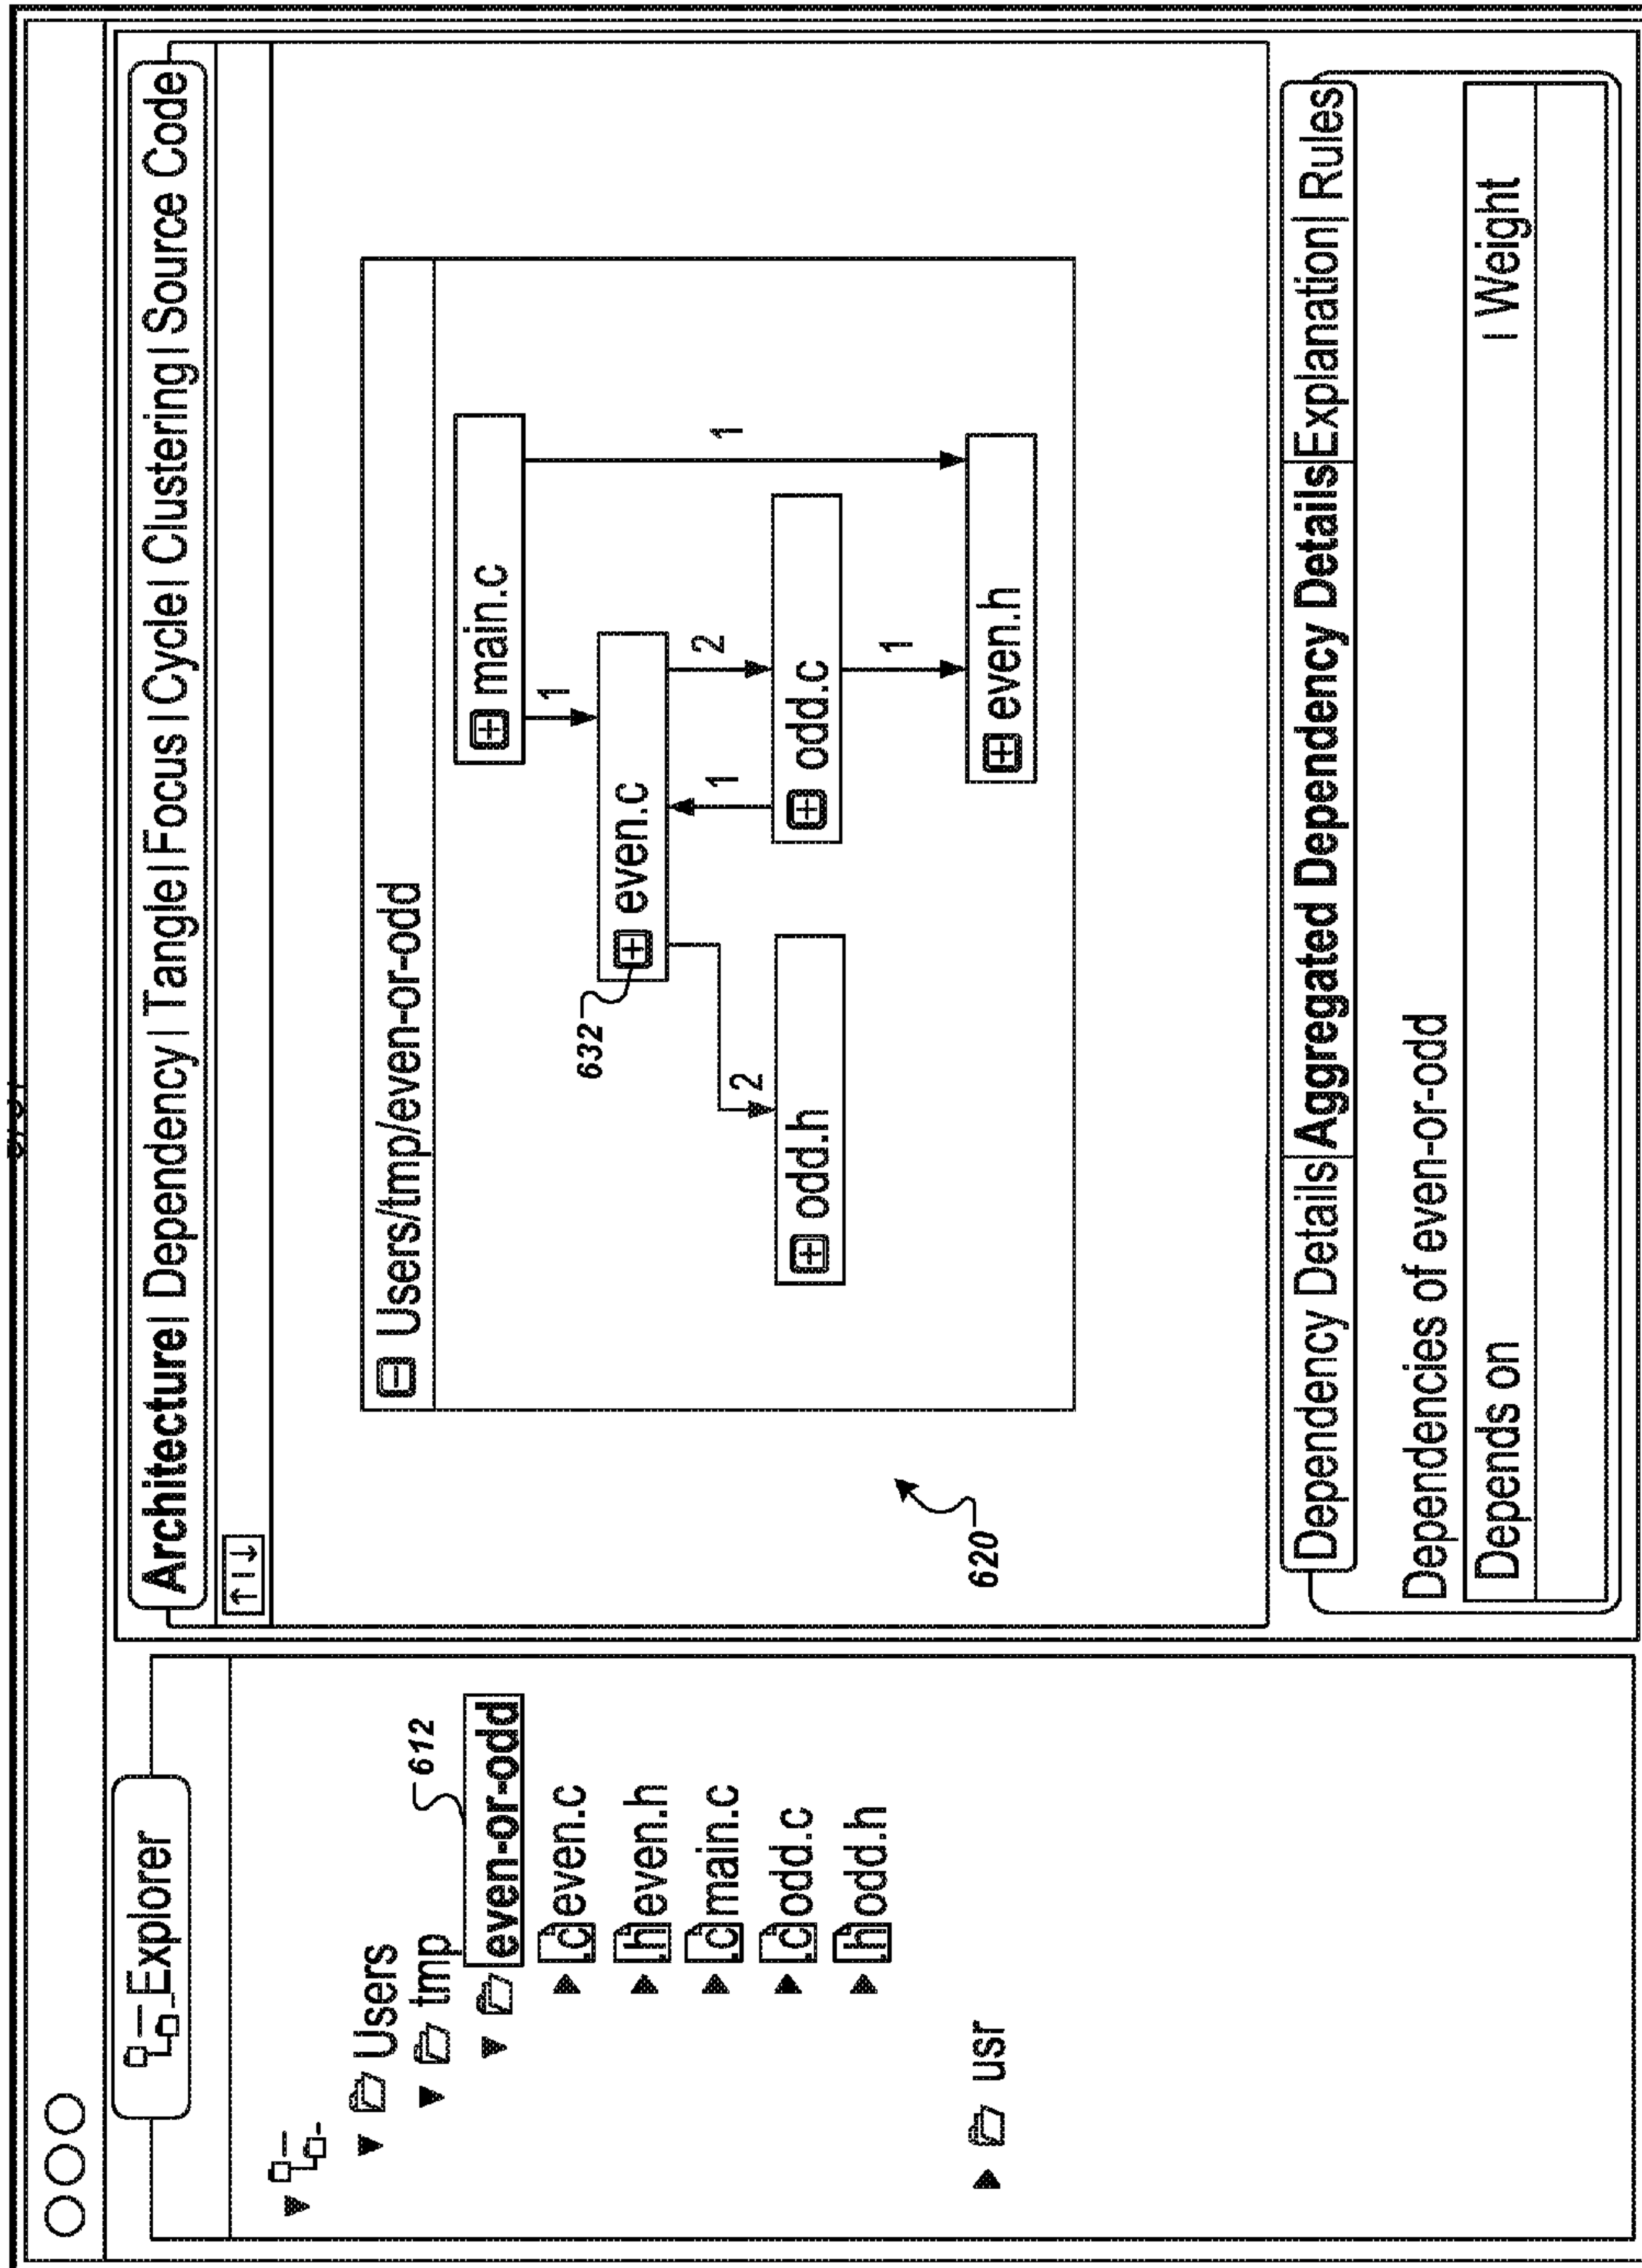 Explorer
Users
tmp
612
even-or-odd
.c even.c
.h even.h
.c main.c
.c odd.c
.h odd.h
usr
Architecture | Dependency | Tangle | Focus | Cycle | Clustering | Source Code
↑|↓
Users/tmp/even-or-odd
main.c
1
632
even.c
1
2
1
2
odd.h
odd.c
1
even.h
620
Dependency Details Aggregated Dependency Details Explanation | Rules
Dependencies of even-or-odd
Depends on Weight